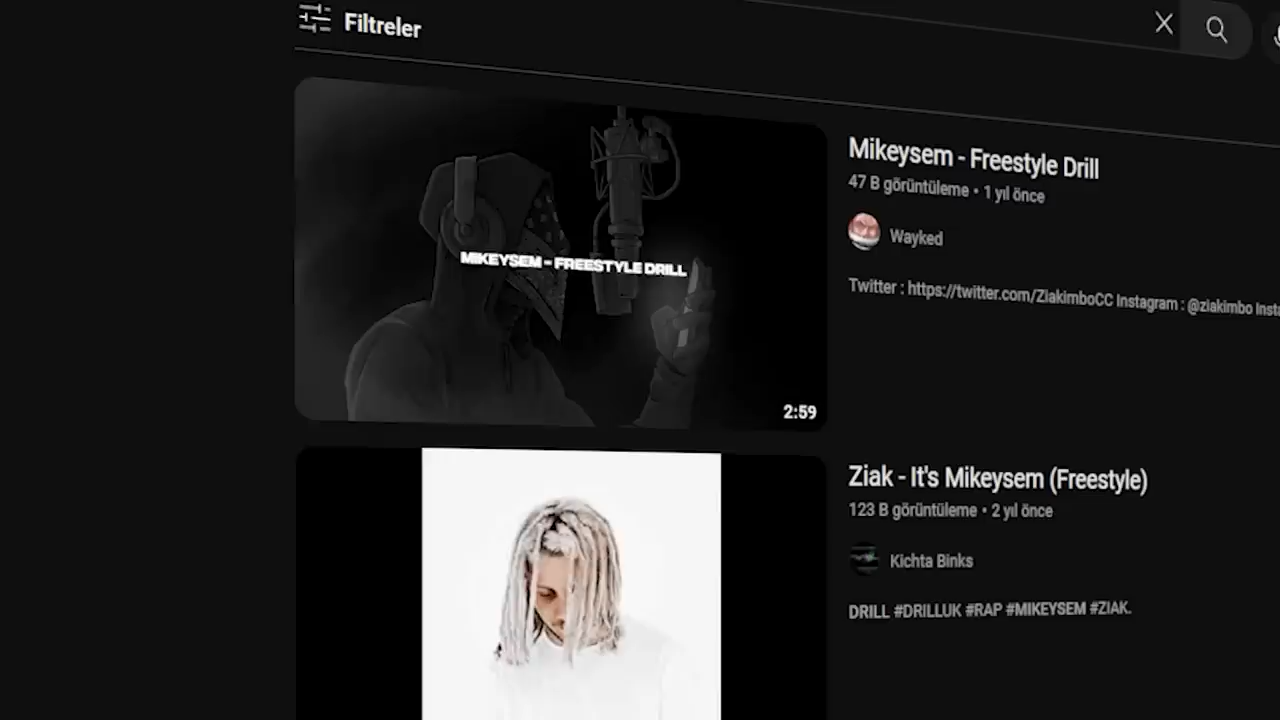 Filtreler
MIKEYSEM - FREESTYLE DRILL
2:59
Mikeysem - Freestyle Drill
47 B görüntüleme • 1 yıl önce
Wayked
Twitter : https://twitter.com/ZiakimboCC Instagram : @ziakimbo Insta
Ziak - It's Mikeysem (Freestyle)
123 B görüntüleme • 2 yıl önce
Kichta Binks
DRILL #DRILLUK #RAP #MIKEYSEM #ZIAK.